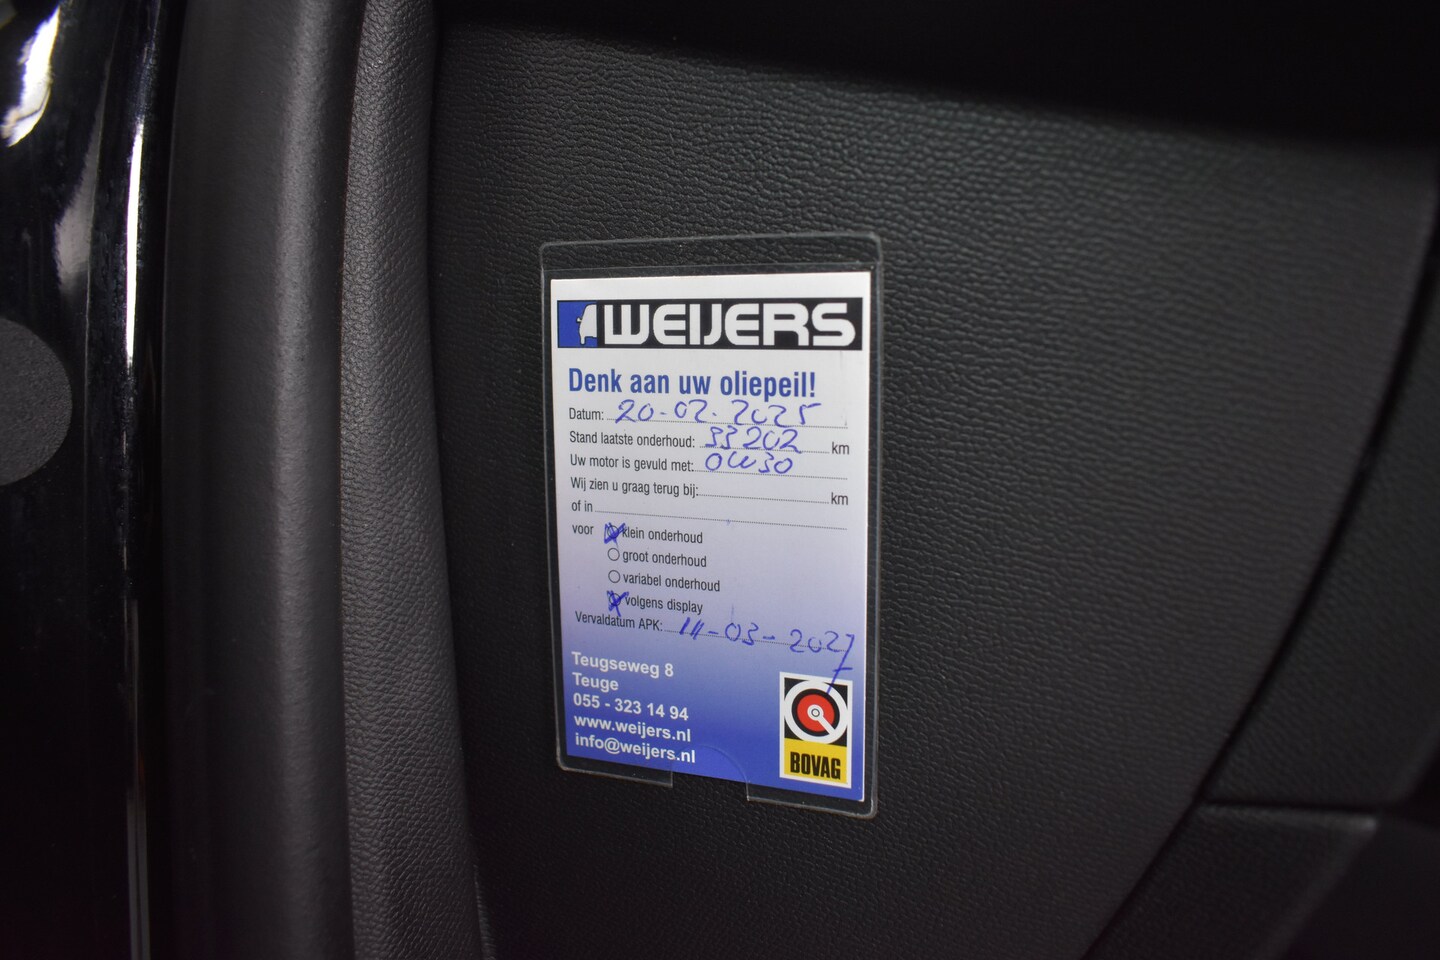 WEIJERS
Denk aan uw oliepeil!
Datum: 20-02-2025
Stand laatste onderhoud: 33202 km
Uw motor is gevuld met: 0W30
Wij zien u graag terug bij: km
of in
voor klein onderhoud
groot onderhoud
variabel onderhoud
volgens display
Vervaldatum APK: 11-03-2027
Teugseweg 8
Teuge
055 - 323 14 94
www.weijers.nl
info@weijers.nl
BOVAG